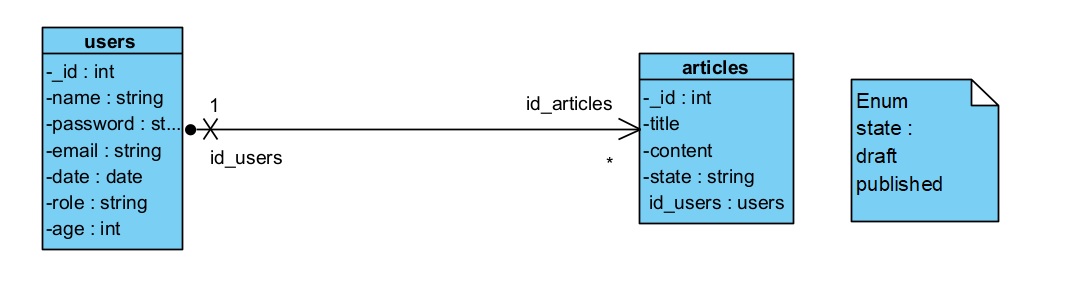 users
-_id : int
-name : string
-password : st...
-email : string
-date : date
-role : string
-age : int
1
id_users
id_articles
*
articles
-_id : int
-title
-content
-state : string
id_users : users
Enum
state :
draft
published